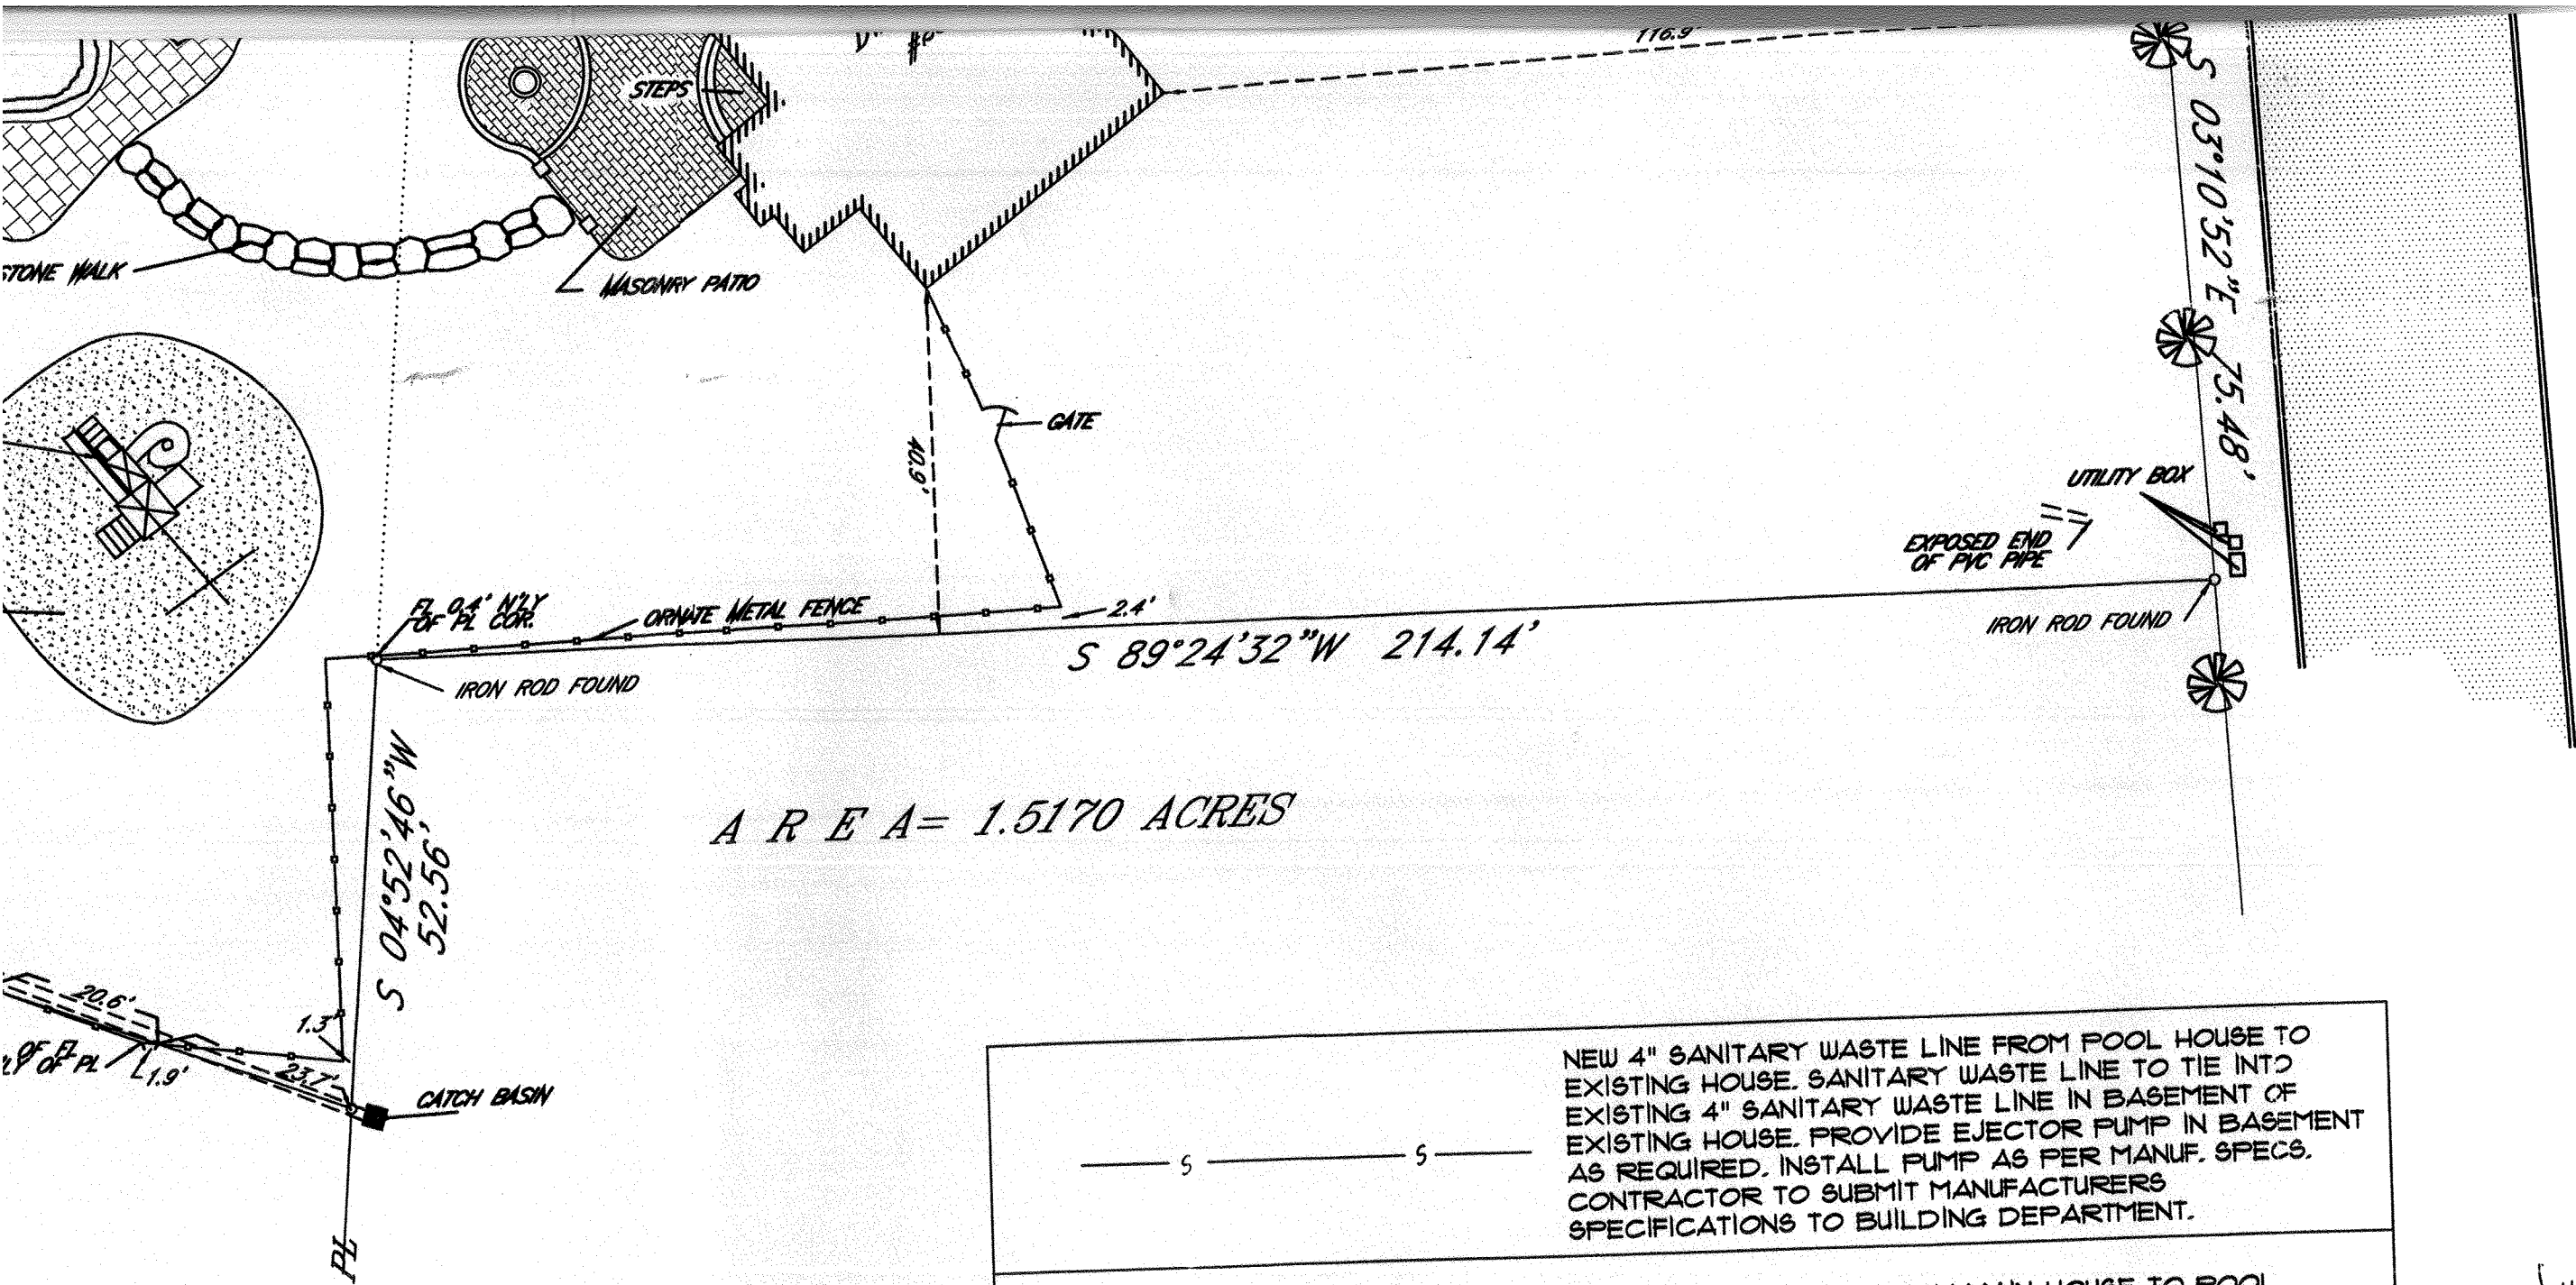 116.9'
STEPS
S 03°10'52"E 75.48'
STONE WALK
MASONRY PATIO
GATE
40.9'
UTILITY BOX
EXPOSED END
OF PVC PIPE
FL 0.4' N'LY
OF PL COR.
ORNATE METAL FENCE
2.4'
IRON ROD FOUND
S 89°24'32"W 214.14'
IRON ROD FOUND
S 04°52'46"W
52.56'
A R E A= 1.5170 ACRES
20.6'
1.3'
OF FL
LY OF PL
1.9'
23.7'
CATCH BASIN
PL
S S
NEW 4" SANITARY WASTE LINE FROM POOL HOUSE TO
EXISTING HOUSE. SANITARY WASTE LINE TO TIE INTO
EXISTING 4" SANITARY WASTE LINE IN BASEMENT OF
EXISTING HOUSE. PROVIDE EJECTOR PUMP IN BASEMENT
AS REQUIRED. INSTALL PUMP AS PER MANUF. SPECS.
CONTRACTOR TO SUBMIT MANUFACTURERS
SPECIFICATIONS TO BUILDING DEPARTMENT.
HOUSE TO POOL